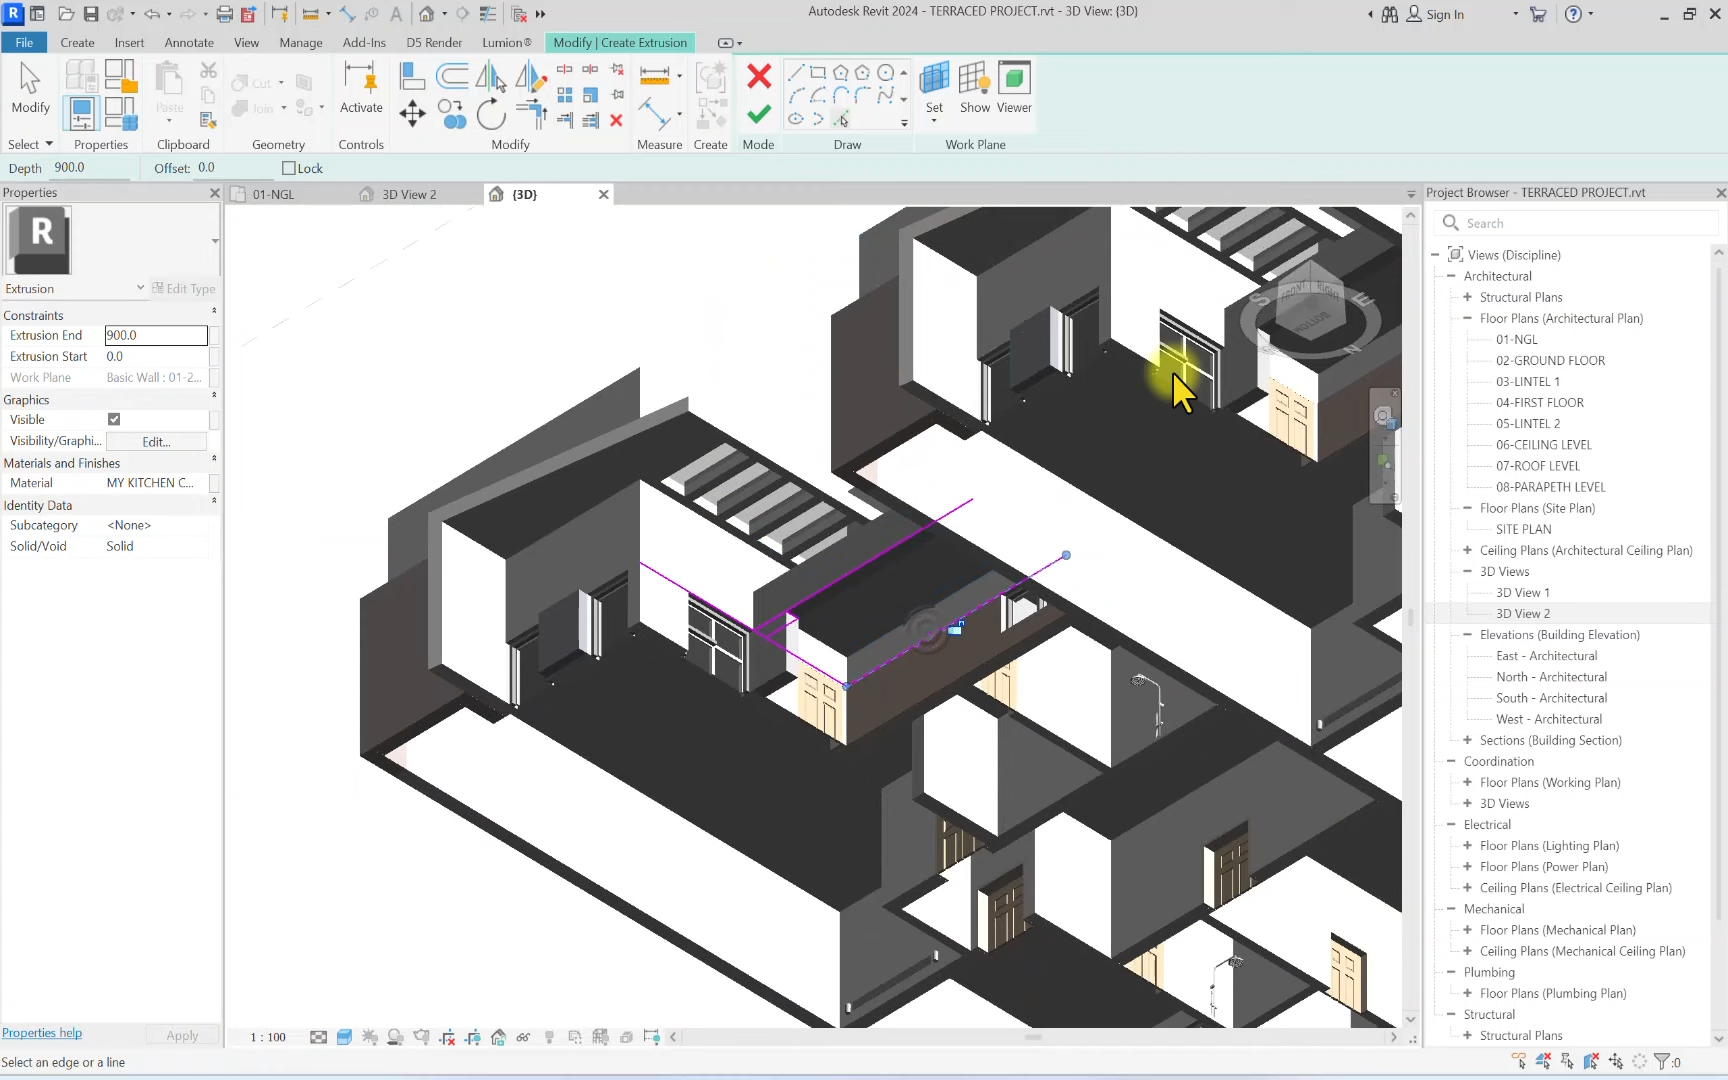 Autodesk Revit 2024 - TERRACED PROJECT.rvt - 3D View: {3D}
Sign In
File Create Insert Annotate View Manage Add-Ins D5 Render Lumion® Modify | Create Extrusion
Modify
Paste
Cut
Join
Activate
Set Show Viewer
Select Properties Clipboard Geometry Controls Modify Measure Create Mode Draw Work Plane
Depth 900.0 Offset: 0.0 Lock
Properties
01-NGL 3D View 2 {3D}
Project Browser - TERRACED PROJECT.rvt
R
Search
Extrusion Edit Type
Constraints
Extrusion End 900.0
Extrusion Start 0.0
Work Plane Basic Wall : 01-2...
Graphics
Visible
Visibility/Graphi... Edit...
Materials and Finishes
Material MY KITCHEN C...
Identity Data
Subcategory <None>
Solid/Void Solid
FRONT RIGHT BOTTOM
S E N
Views (Discipline)
Architectural
Structural Plans
Floor Plans (Architectural Plan)
01-NGL
02-GROUND FLOOR
03-LINTEL 1
04-FIRST FLOOR
05-LINTEL 2
06-CEILING LEVEL
07-ROOF LEVEL
08-PARAPETH LEVEL
Floor Plans (Site Plan)
SITE PLAN
Ceiling Plans (Architectural Ceiling Plan)
3D Views
3D View 1
3D View 2
Elevations (Building Elevation)
East - Architectural
North - Architectural
South - Architectural
West - Architectural
Sections (Building Section)
Coordination
Floor Plans (Working Plan)
3D Views
Electrical
Floor Plans (Lighting Plan)
Floor Plans (Power Plan)
Ceiling Plans (Electrical Ceiling Plan)
Mechanical
Floor Plans (Mechanical Plan)
Ceiling Plans (Mechanical Ceiling Plan)
Plumbing
Floor Plans (Plumbing Plan)
Structural
Structural Plans
Properties help Apply
1 : 100
Select an edge or a line
:0